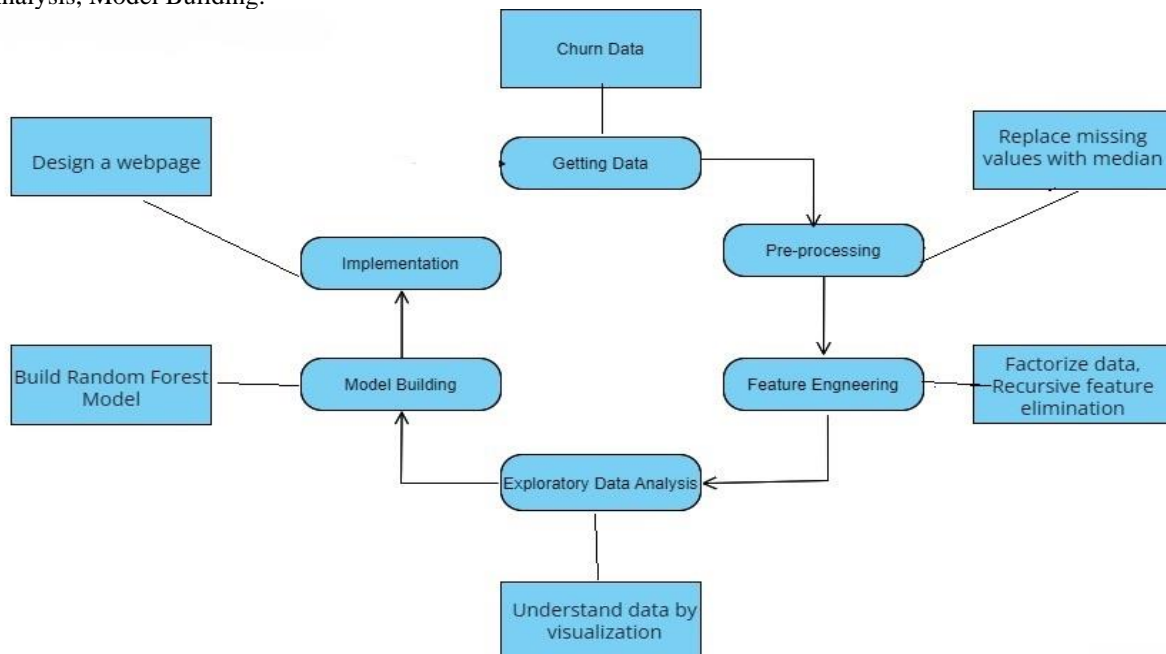 Analysis, Model Building.
Churn Data
Getting Data
Replace missing
values with median
Design a webpage
Pre-processing
Implementation
Build Random Forest
Model
Model Building
Feature Engneering
Factorize data,
Recursive feature
elimination
Exploratory Data Analysis
Understand data by
visualization